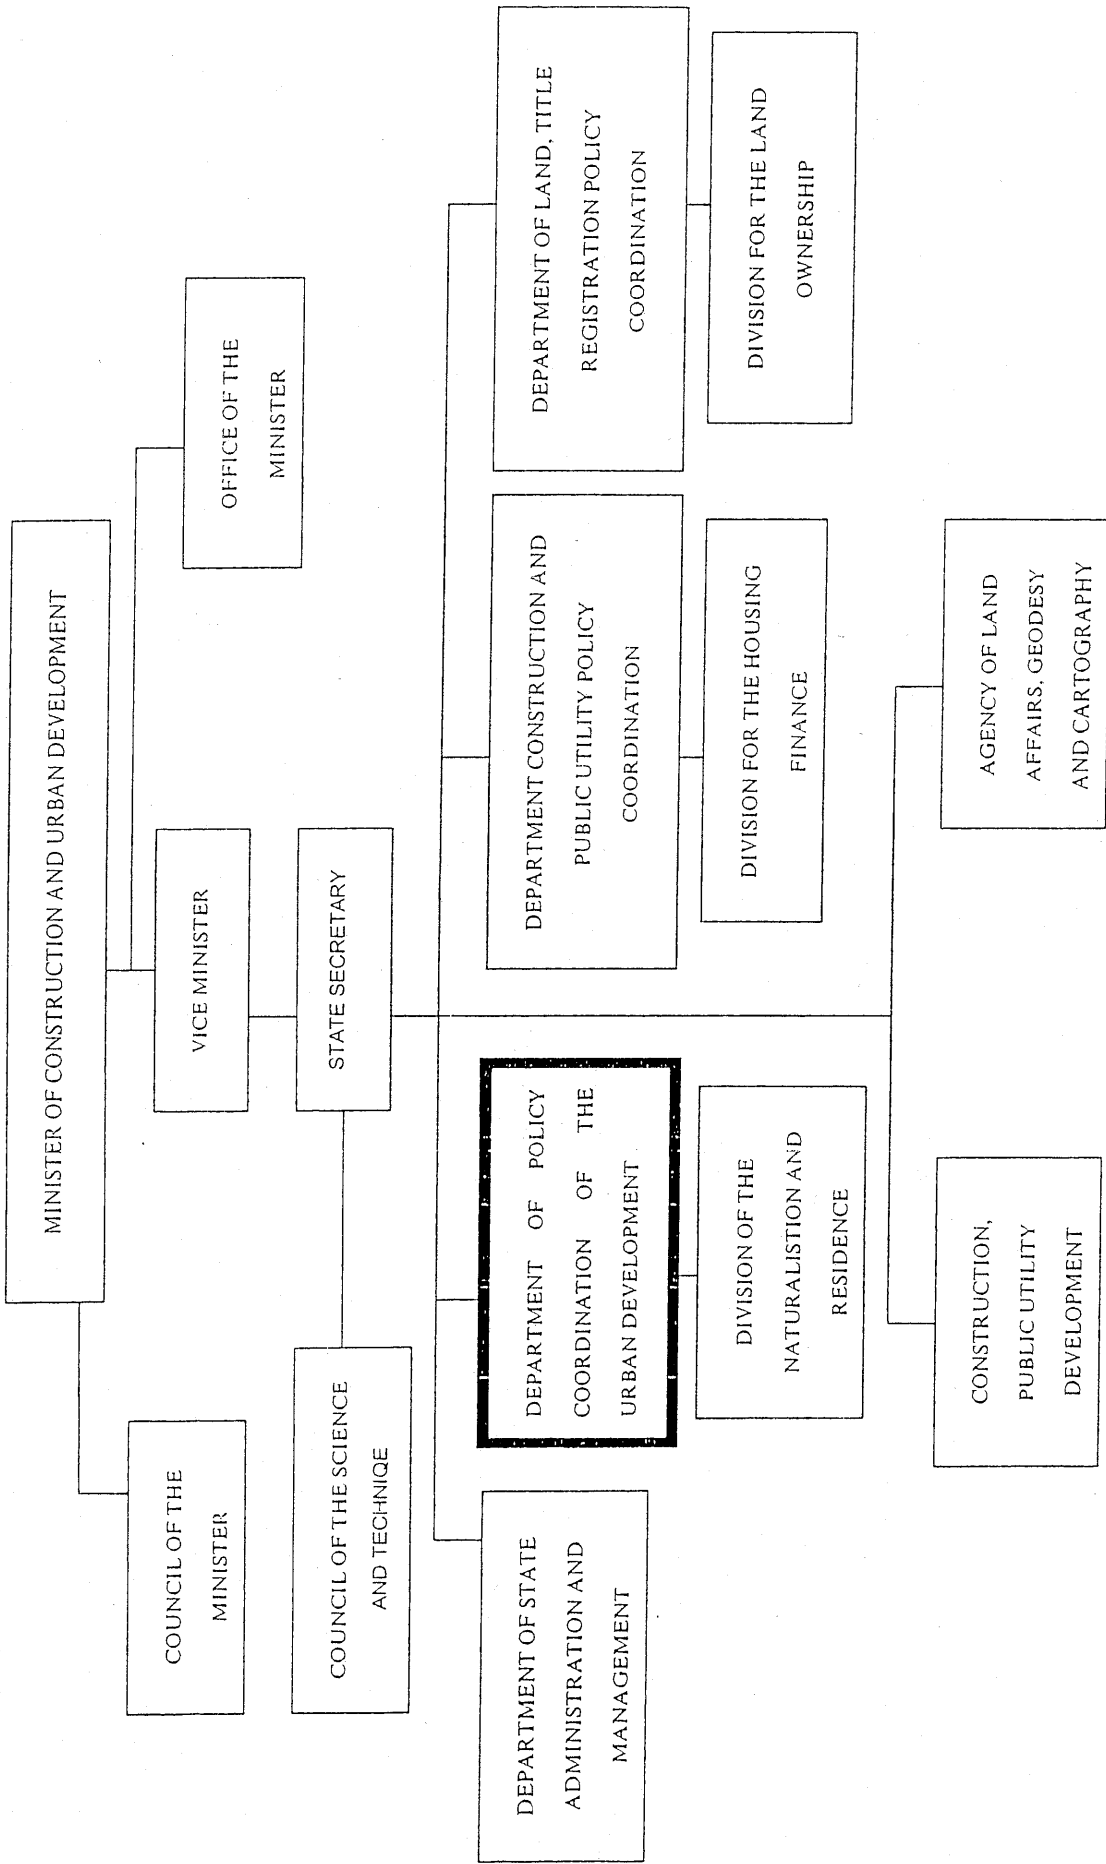 MINISTER OF CONSTRUCTION AND URBAN DEVELOPMENT
COUNCIL OF THE
MINISTER
OFFICE OF THE
MINISTER
VICE MINISTER
STATE SECRETARY
COUNCIL OF THE SCIENCE
AND TECHNIQE
DEPARTMENT OF STATE
ADMINISTRATION AND
MANAGEMENT
DEPARTMENT OF POLICY
COORDINATION OF THE
URBAN DEVELOPMENT
DEPARTMENT CONSTRUCTION AND
PUBLIC UTILITY POLICY
COORDINATION
DEPARTMENT OF LAND, TITLE
REGISTRATION POLICY
COORDINATION
DIVISION OF THE
NATURALISTION AND
RESIDENCE
DIVISION FOR THE HOUSING
FINANCE
DIVISION FOR THE LAND
OWNERSHIP
CONSTRUCTION,
PUBLIC UTILITY
DEVELOPMENT
AGENCY OF LAND
AFFAIRS, GEODESY
AND CARTOGRAPHY